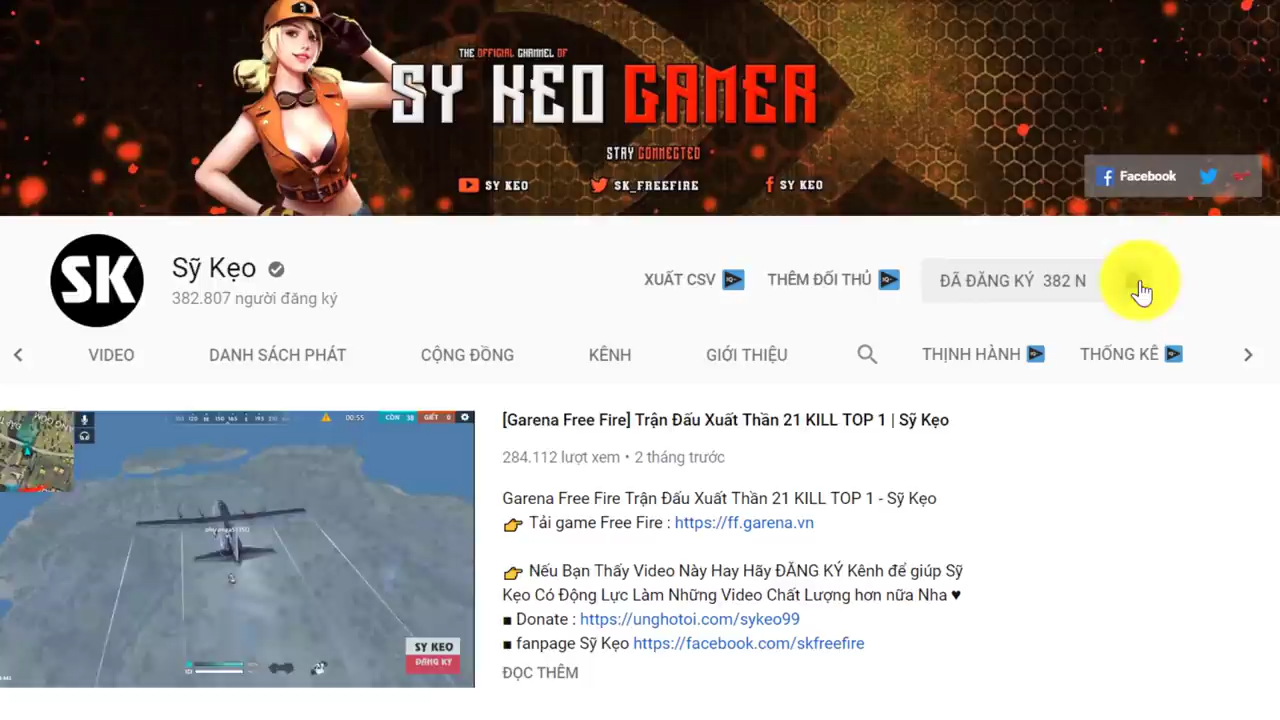 THE OFFICIAL CHANNEL OF
SY KEO GAMER
STAY CONNECTED
SY KEO
SK_FREEFIRE
SY KEO
Facebook
SK
Sỹ Kẹo
382.807 người đăng ký
XUẤT CSV
THÊM ĐỐI THỦ
ĐÃ ĐĂNG KÝ 382 N
VIDEO
DANH SÁCH PHÁT
CỘNG ĐỒNG
KÊNH
GIỚI THIỆU
THỊNH HÀNH
THỐNG KÊ
00:55
CÒN 38
GIẾT 0
SY KEO
ĐĂNG KÝ
[Garena Free Fire] Trận Đấu Xuất Thần 21 KILL TOP 1 | Sỹ Kẹo
284.112 lượt xem • 2 tháng trước
Garena Free Fire Trận Đấu Xuất Thần 21 KILL TOP 1 - Sỹ Kẹo
👉 Tải game Free Fire : https://ff.garena.vn
👉 Nếu Bạn Thấy Video Này Hay Hãy ĐĂNG KÝ Kênh để giúp Sỹ
Kẹo Có Động Lực Làm Những Video Chất Lượng hơn nữa Nha ♥
■ Donate : https://unghotoi.com/sykeo99
■ fanpage Sỹ Kẹo https://facebook.com/skfreefire
ĐỌC THÊM